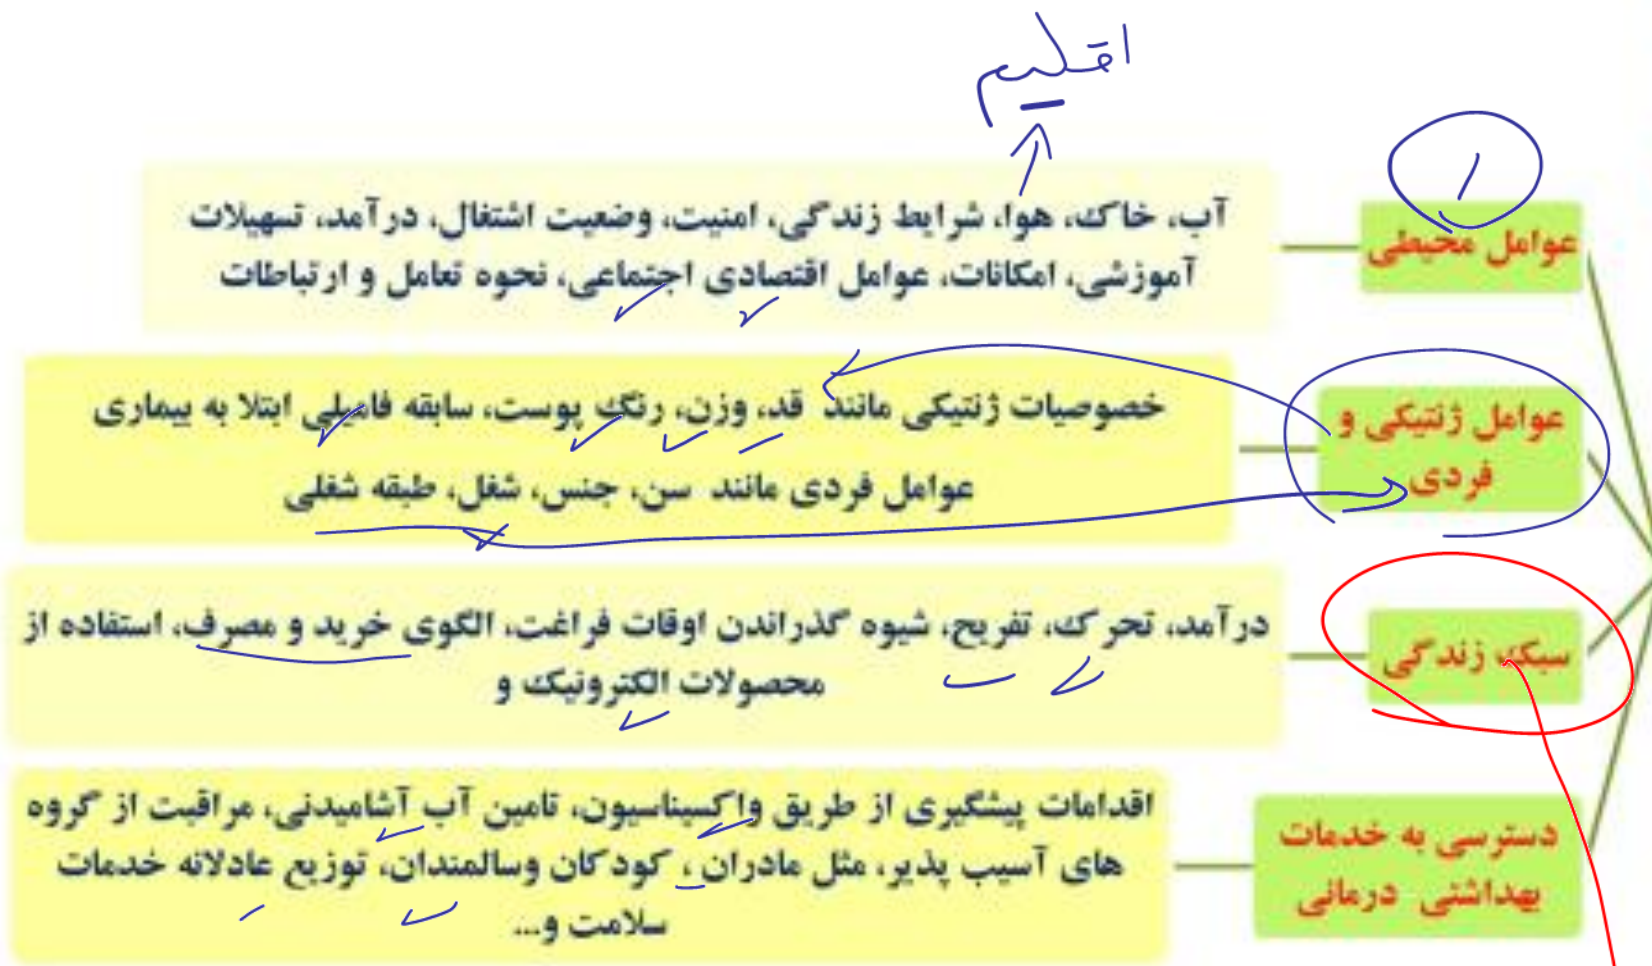 اقلیم
۱
عوامل محیطی
آب، خاک، هوا، شرایط زندگی، امنیت، وضعیت اشتغال، درآمد، تسهیلات
آموزشی، امکانات، عوامل اقتصادی اجتماعی، نحوه تعامل و ارتباطات
عوامل ژنتیکی و
فردی
خصوصیات ژنتیکی مانند قد، وزن، رنگ پوست، سابقه فامیلی ابتلا به بیماری
عوامل فردی مانند سن، جنس، شغل، طبقه شغلی
سبک زندگی
درآمد، تحرک، تفریح، شیوه گذراندن اوقات فراغت، الگوی خرید و مصرف، استفاده از
محصولات الکترونیک و
دسترسی به خدمات
بهداشتی درمانی
اقدامات پیشگیری از طریق واکسیناسیون، تامین آب آشامیدنی، مراقبت از گروه
های آسیب پذیر، مثل مادران، کودکان وسالمندان، توزیع عادلانه خدمات
سلامت و...